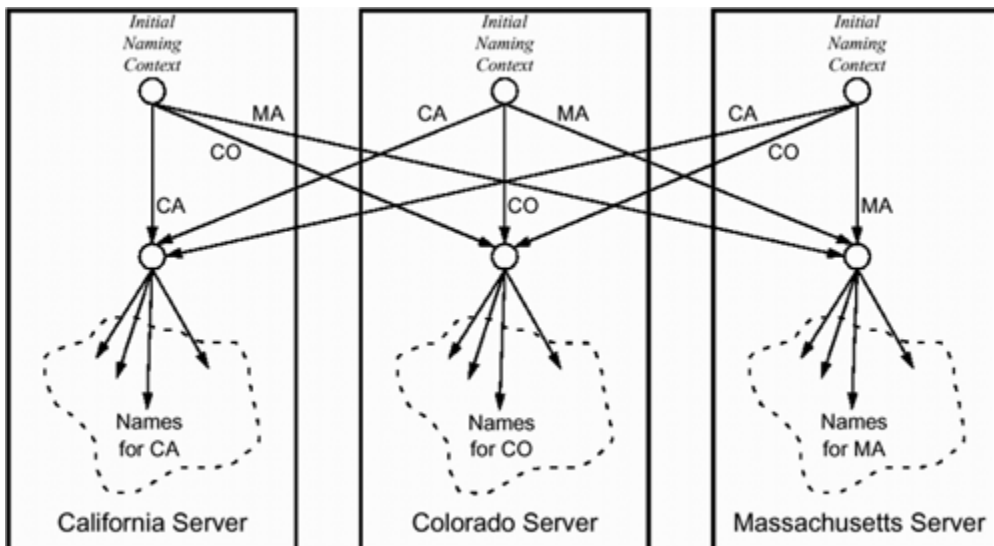 Initial
Naming
Context
Initial
Naming
Context
Initial
Naming
Context
MA
CA
MA
CA
CO
CO
CA
CO
MA
Names
for CA
Names
for CO
Names
for MA
California Server
Colorado Server
Massachusetts Server